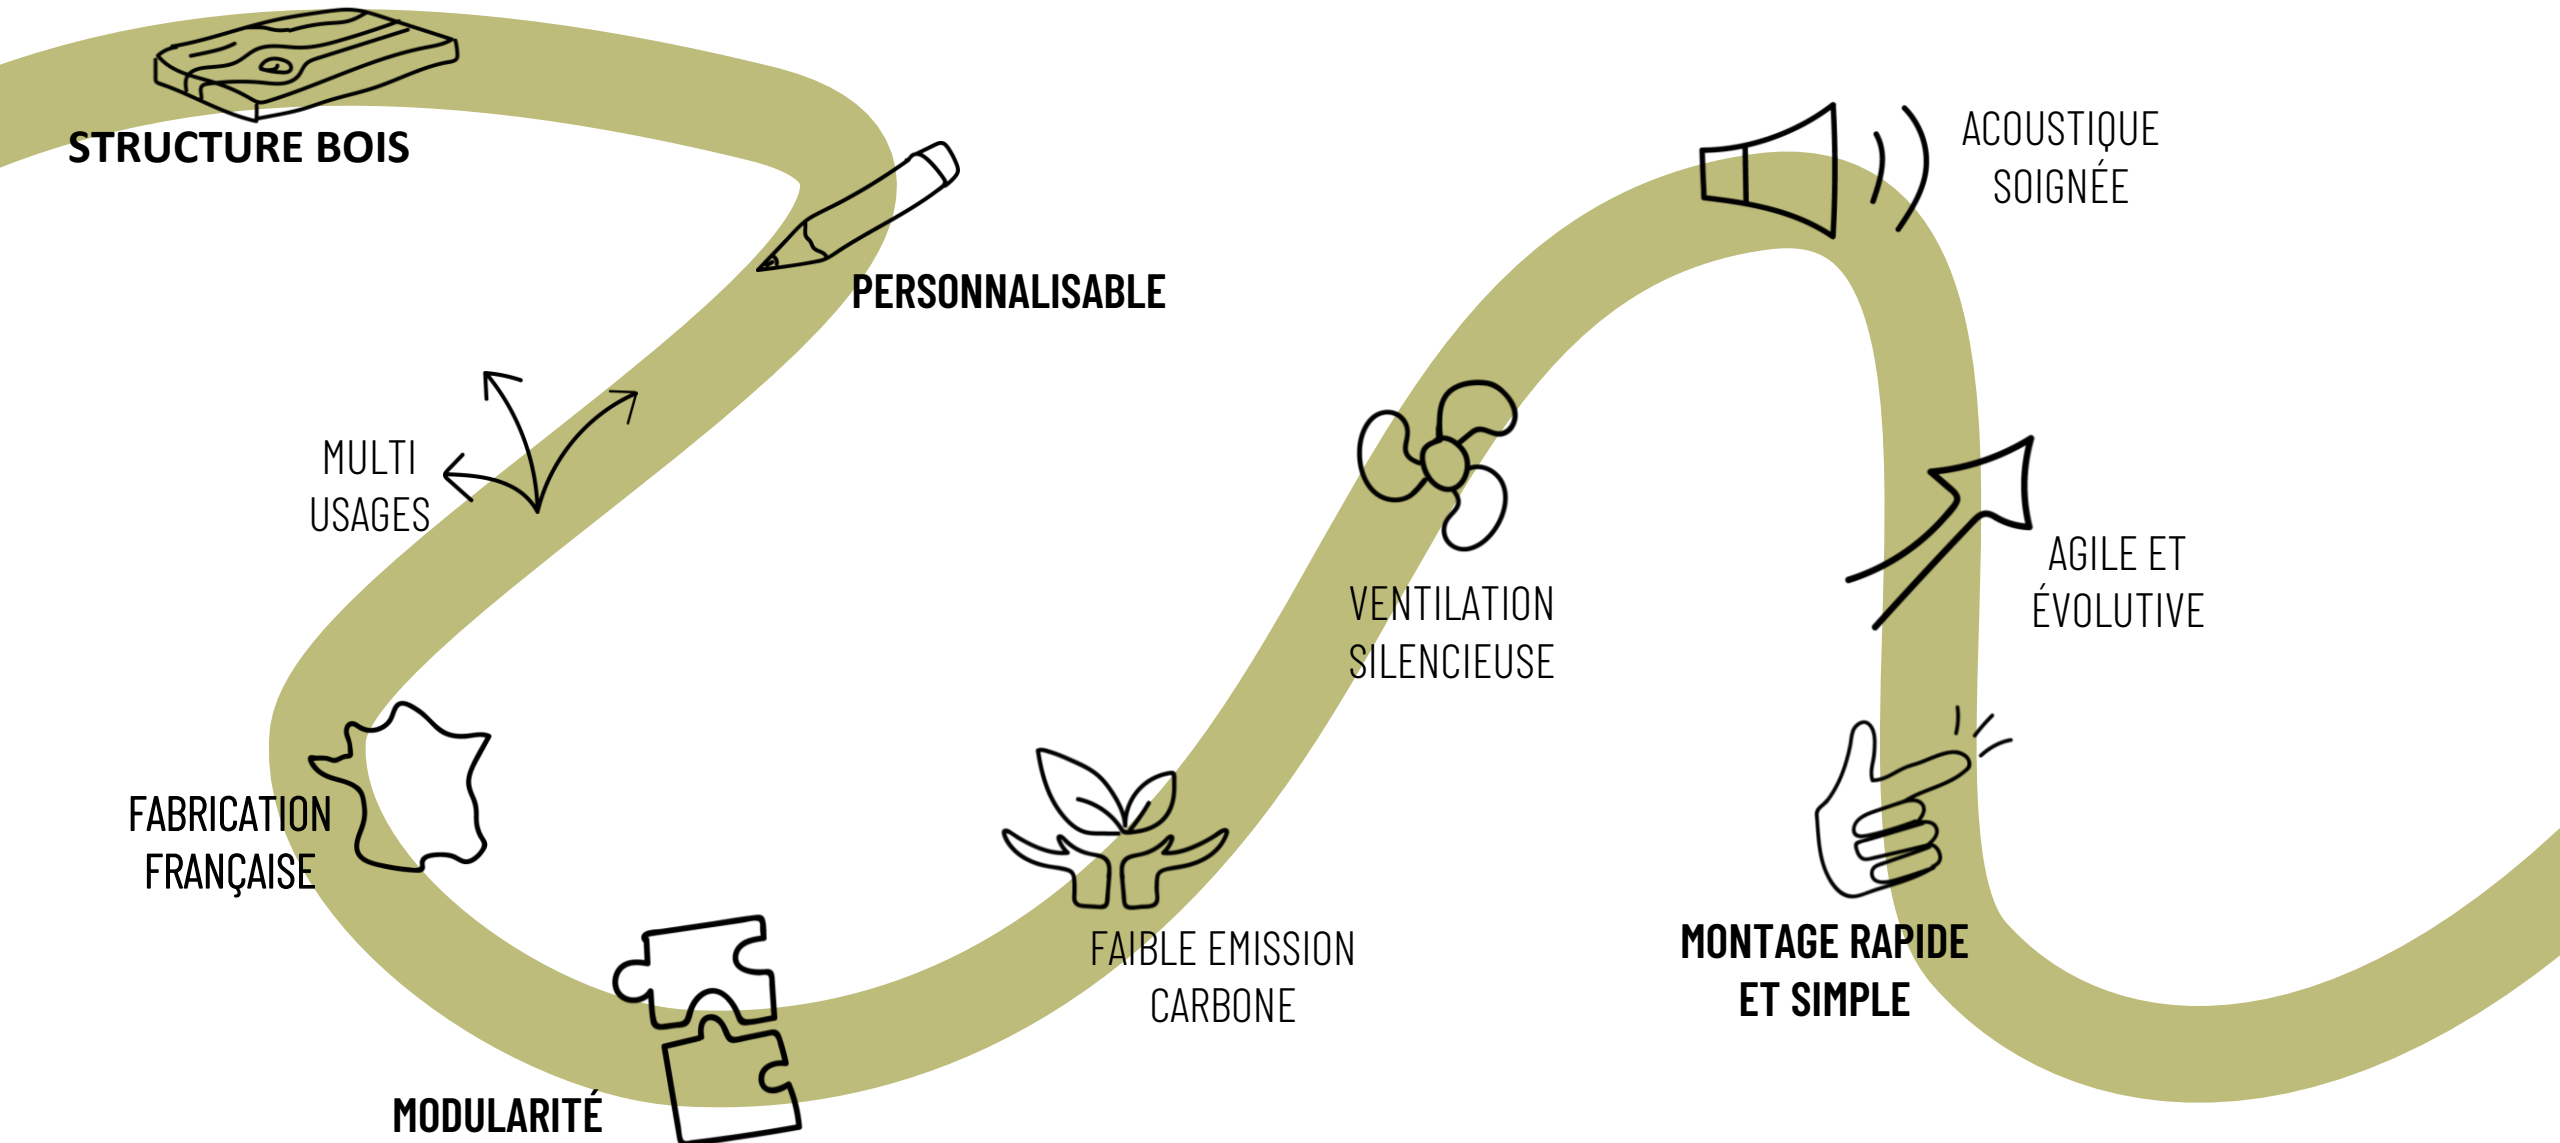 STRUCTURE BOIS
PERSONNALISABLE
MULTI
USAGES
FABRICATION
FRANÇAISE
MODULARITÉ
FAIBLE EMISSION
CARBONE
VENTILATION
SILENCIEUSE
ACOUSTIQUE
SOIGNÉE
AGILE ET
ÉVOLUTIVE
MONTAGE RAPIDE
ET SIMPLE